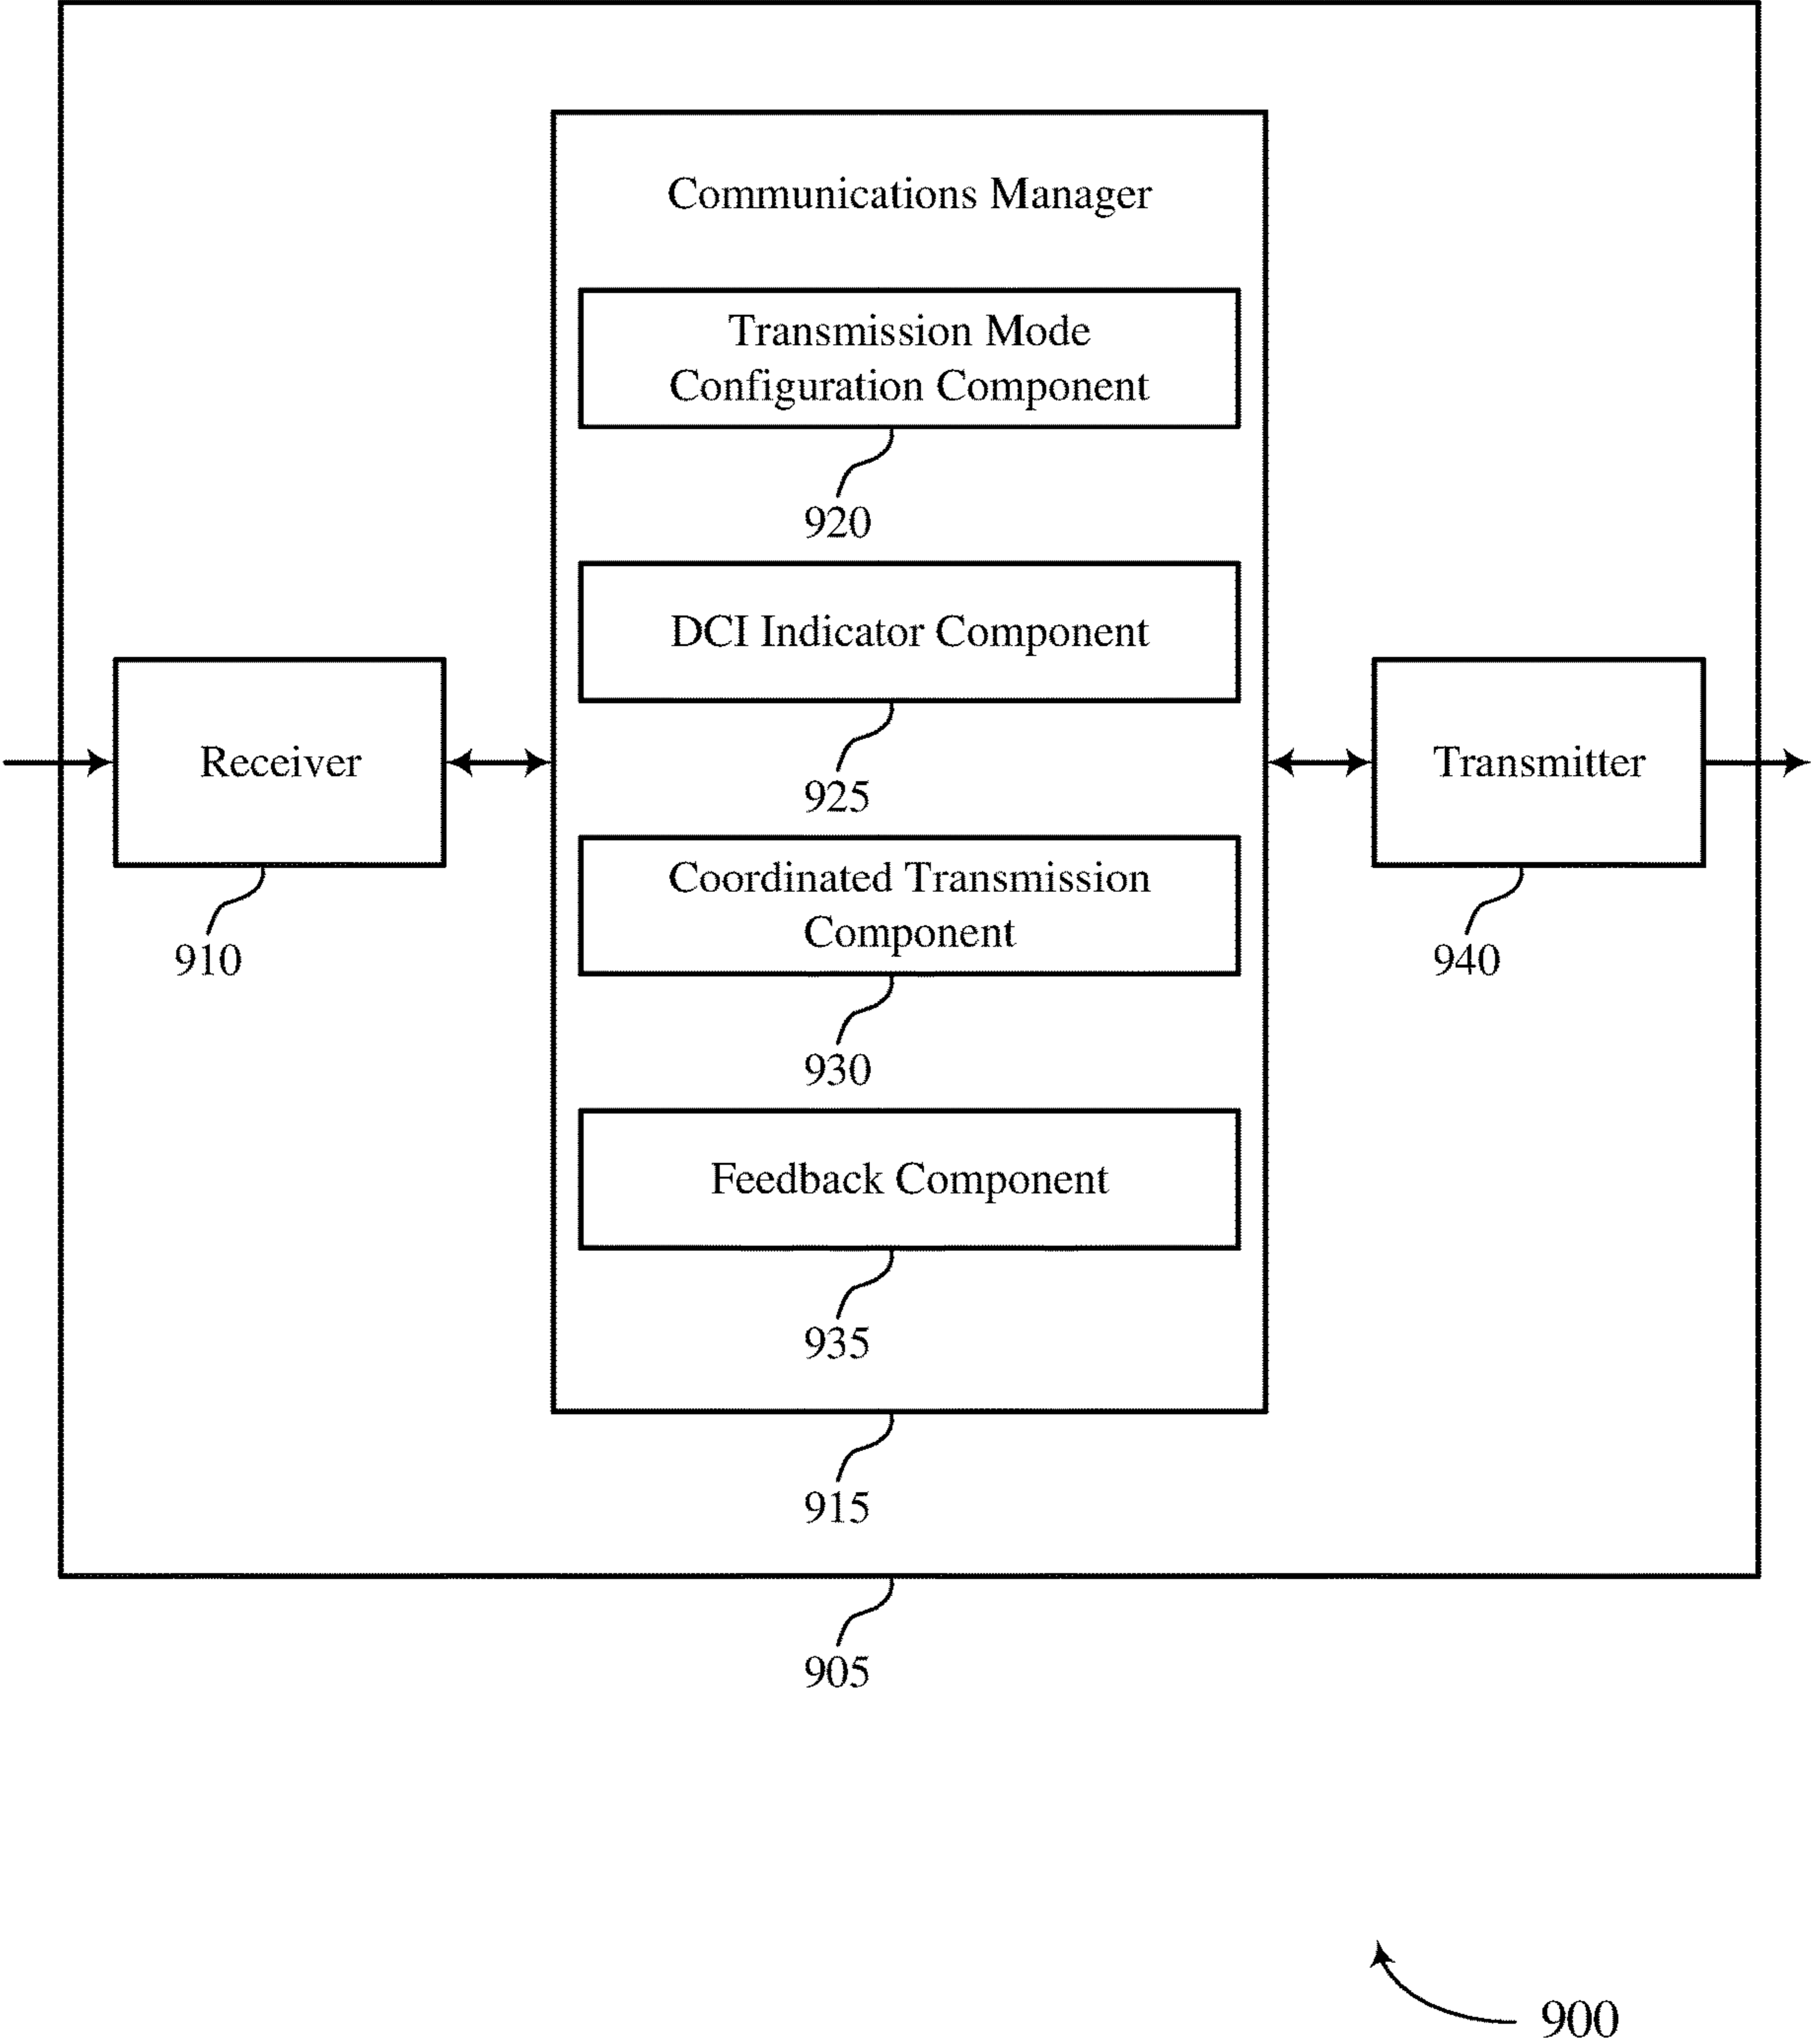 Communications Manager
Transmission Mode
Configuration Component
920
DCI Indicator Component
925
Receiver
910
Transmitter
940
Coordinated Transmission
Component
930
Feedback Component
935
915
905
900